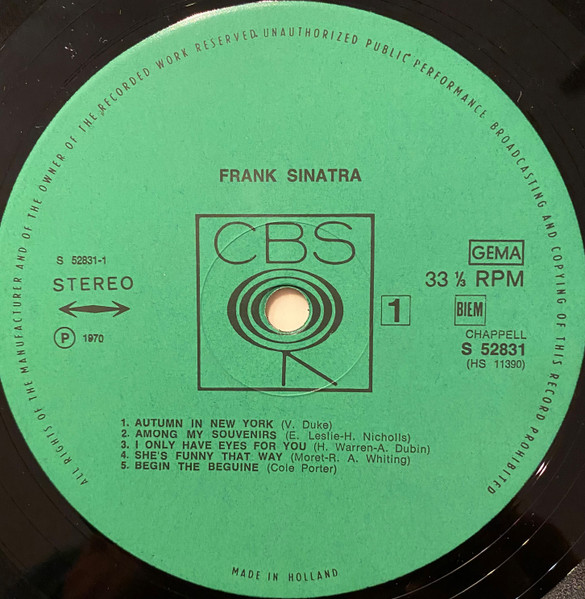 ALL RIGHTS OF THE MANUFACTURER AND OF THE OWNER OF THE RECORDED WORK RESERVED. UNAUTHORIZED PUBLIC PERFORMANCE BROADCASTING AND COPYING OF THIS RECORD PROHIBITED
FRANK SINATRA
CBS
S 52831-1
STEREO
℗ 1970
GEMA
33 ⅓ RPM
1
BIEM
CHAPPELL
S 52831
(HS 11390)
1. AUTUMN IN NEW YORK (V. Duke)
2. AMONG MY SOUVENIRS (E. Leslie-H. Nicholls)
3. I ONLY HAVE EYES FOR YOU (H. Warren-A. Dubin)
4. SHE'S FUNNY THAT WAY (Moret-R. A. Whiting)
5. BEGIN THE BEGUINE (Cole Porter)
MADE IN HOLLAND